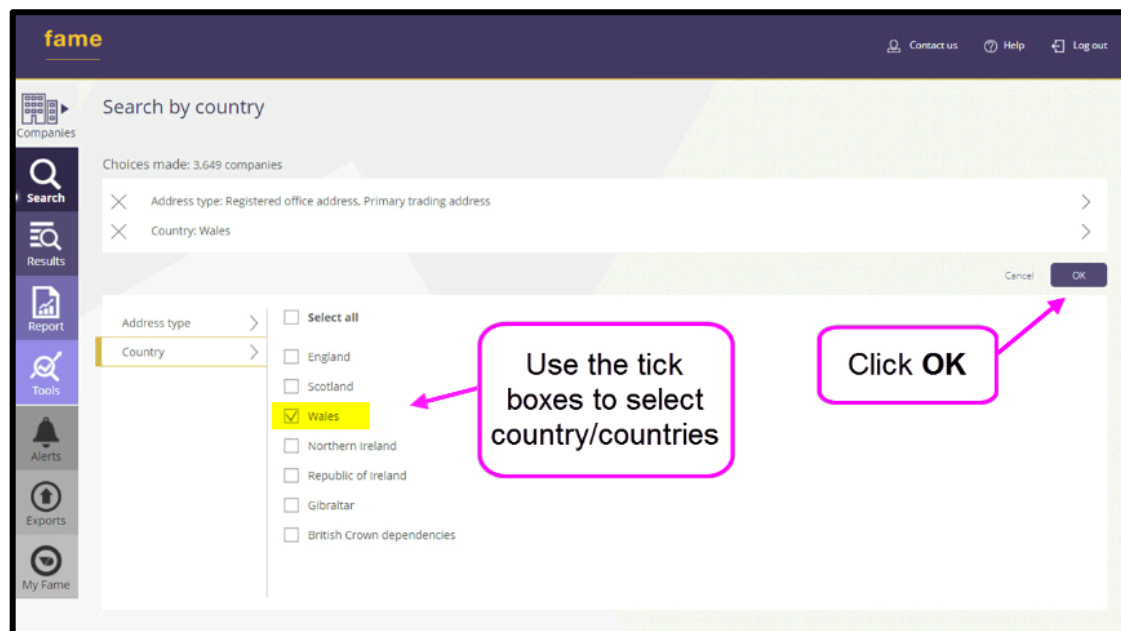 fame
Contact us
Help
Log out
Companies
Search
Results
Report
Tools
Alerts
Exports
My Fame
Search by country
Choices made: 3,649 companies
Address type: Registered office address, Primary trading address
Country: Wales
Cancel
OK
Address type
Country
Select all
England
Scotland
Wales
Northern Ireland
Republic of Ireland
Gibraltar
British Crown dependencies
Use the tick
boxes to select
country/countries
Click OK